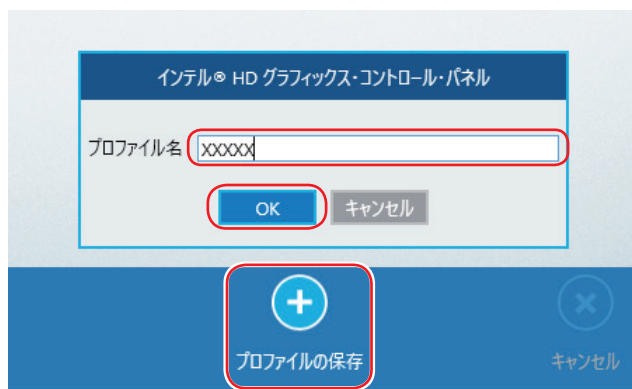 インテル® HD グラフィックス・コントロール・パネル
プロファイル名 xxxxx
OK キャンセル
プロファイルの保存 キャンセル